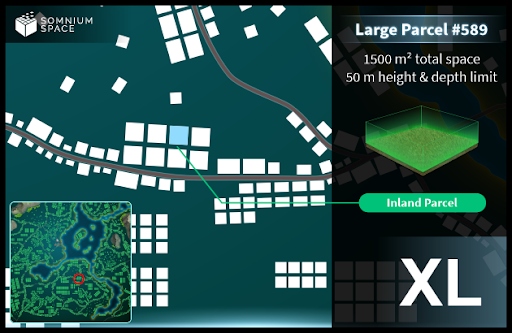 SOMNIUM
SPACE
Large Parcel #589
1500 m² total space
50 m height & depth limit
Inland Parcel
XL